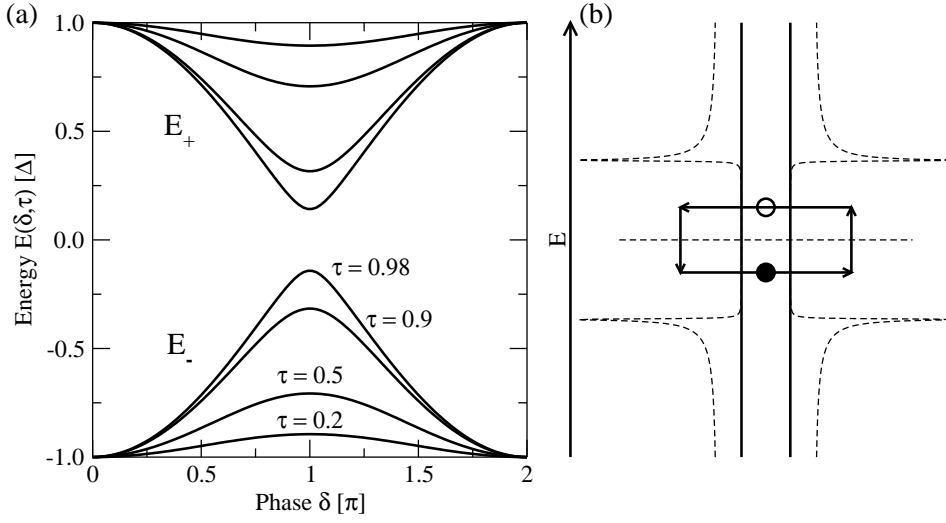 (a)
Energy E(δ,τ) [Δ]
1.0
0.5
0.0
-0.5
-1.0
E₊
E₋
τ = 0.98
τ = 0.9
τ = 0.5
τ = 0.2
0
0.5
1
1.5
2
Phase δ [π]
(b)
E